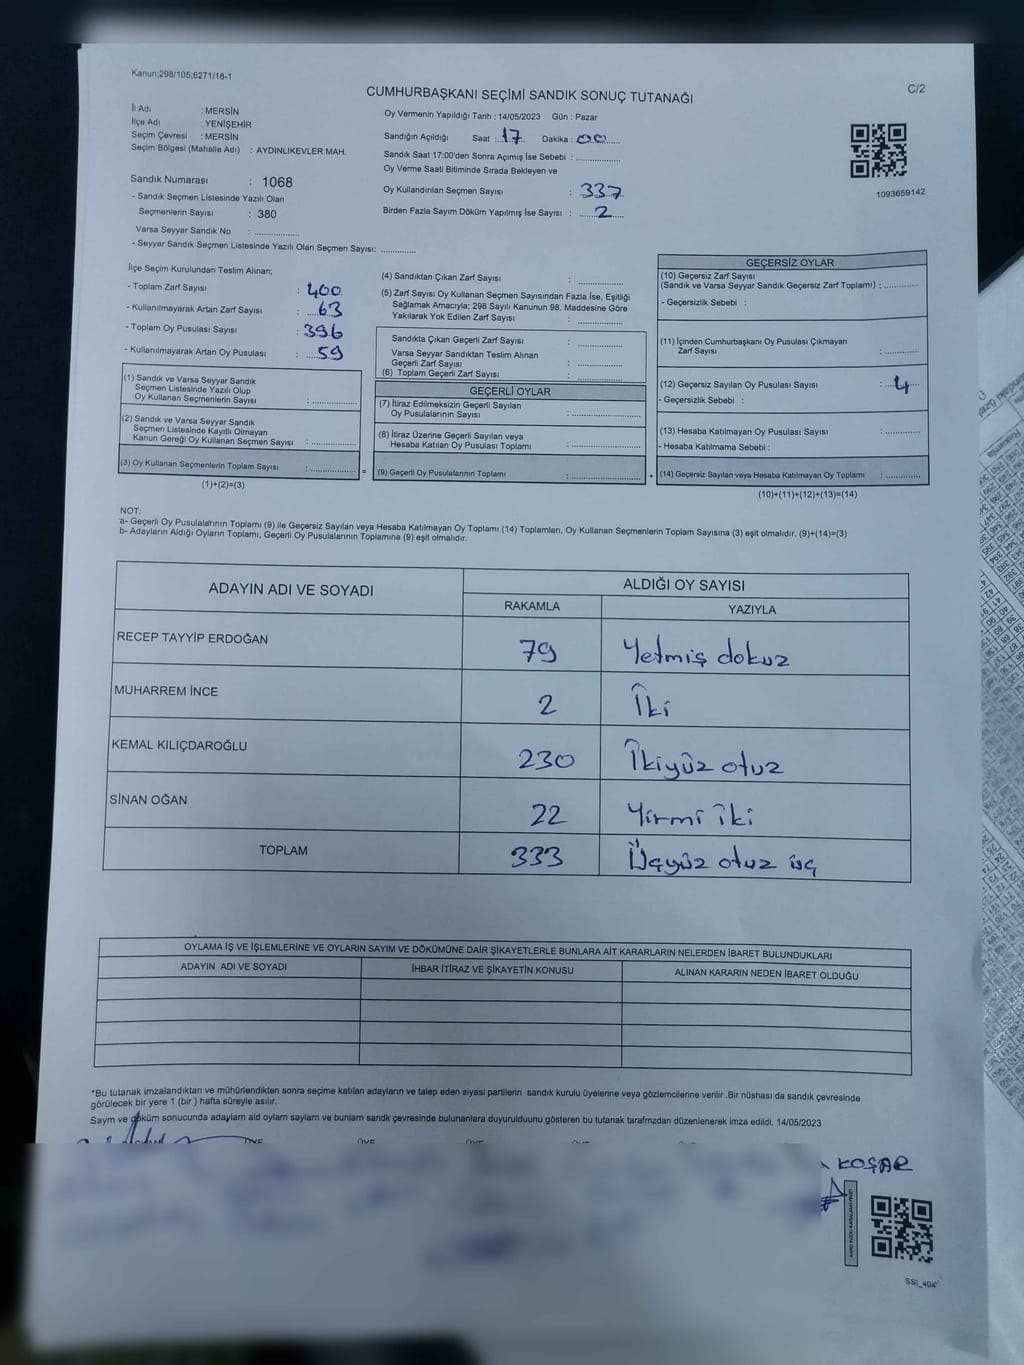 Kanun;298/105;6271/18-1
C/2
CUMHURBAŞKANI SEÇİMİ SANDIK SONUÇ TUTANAĞI
İl Adı : MERSİN
İlçe Adı : YENİŞEHİR
Seçim Çevresi : MERSİN
Seçim Bölgesi (Mahalle Adı) : AYDINLIKEVLER MAH.
Sandık Numarası : 1068
- Sandık Seçmen Listesinde Yazılı Olan
Seçmenlerin Sayısı : 380
Varsa Seyyar Sandık No : ..............
- Seyyar Sandık Seçmen Listesinde Yazılı Olan Seçmen Sayısı: ..............
Oy Vermenin Yapıldığı Tarih : 14/05/2023 Gün : Pazar
Sandığın Açıldığı Saat : 17 Dakika : 00
Sandık Saat 17:00'den Sonra Açımış İse Sebebi : ..............
Oy Verme Saati Bitiminde Sırada Bekleyen ve
Oy Kullandırılan Seçmen Sayısı : 337
Birden Fazla Sayım Döküm Yapılmış İse Sayısı : 2
1093659142
İlçe Seçim Kurulundan Teslim Alınan;
- Toplam Zarf Sayısı : 400
- Kullanılmayarak Artan Zarf Sayısı : 63
- Toplam Oy Pusulası Sayısı : 396
- Kullanılmayarak Artan Oy Pusulası : 59
(1) Sandık ve Varsa Seyyar Sandık
Seçmen Listesinde Yazılı Olup
Oy Kullanan Seçmenlerin Sayısı : ..............
(2) Sandık ve Varsa Seyyar Sandık
Seçmen Listesinde Kayıtlı Olmayan
Kanun Gereği Oy Kullanan Seçmen Sayısı : ..............
(3) Oy Kullanan Seçmenlerin Toplam Sayısı : .............. =
(1)+(2)=(3)
(4) Sandıktan Çıkan Zarf Sayısı : ..............
(5) Zarf Sayısı Oy Kullanan Seçmen Sayısından Fazla İse, Eşitliği
Sağlamak Amacıyla; 298 Sayılı Kanunun 98. Maddesine Göre
Yakılarak Yok Edilen Zarf Sayısı : ..............
Sandıkta Çıkan Geçerli Zarf Sayısı : ..............
Varsa Seyyar Sandıktan Teslim Alınan
Geçerli Zarf Sayısı : ..............
(6) Toplam Geçerli Zarf Sayısı : ..............
GEÇERLİ OYLAR
(7) İtiraz Edilmeksizin Geçerli Sayılan
Oy Pusulalarının Sayısı : ..............
(8) İtiraz Üzerine Geçerli Sayılan veya
Hesaba Katılan Oy Pusulası Toplamı : ..............
(9) Geçerli Oy Pusulalarının Toplamı : .............. +
GEÇERSİZ OYLAR
(10) Geçersiz Zarf Sayısı
(Sandık ve Varsa Seyyar Sandık Geçersiz Zarf Toplamı) : ..............
- Geçersizlik Sebebi :
(11) İçinden Cumhurbaşkanı Oy Pusulası Çıkmayan
Zarf Sayısı : ..............
(12) Geçersiz Sayılan Oy Pusulası Sayısı : 4
- Geçersizlik Sebebi :
(13) Hesaba Katılmayan Oy Pusulası Sayısı : ..............
- Hesaba Katılmama Sebebi :
(14) Geçersiz Sayılan veya Hesaba Katılmayan Oy Toplamı : ..............
(10)+(11)+(12)+(13)=(14)
NOT:
a- Geçerli Oy Pusulalarının Toplamı (9) ile Geçersiz Sayılan veya Hesaba Katılmayan Oy Toplamı (14) Toplamları, Oy Kullanan Seçmenlerin Toplam Sayısına (3) eşit olmalıdır. (9)+(14)=(3)
b- Adayların Aldığı Oyların Toplamı, Geçerli Oy Pusulalarının Toplamına (9) eşit olmalıdır.
ADAYIN ADI VE SOYADI ALDIĞI OY SAYISI
RAKAMLA YAZIYLA
RECEP TAYYİP ERDOĞAN 79 Yetmiş dokuz
MUHARREM İNCE 2 İki
KEMAL KILIÇDAROĞLU 230 İkiyüz otuz
SİNAN OĞAN 22 Yirmi iki
TOPLAM 333 Üçyüz otuz üç
OYLAMA İŞ VE İŞLEMLERİNE VE OYLARIN SAYIM VE DÖKÜMÜNE DAİR ŞİKAYETLERLE BUNLARA AİT KARARLARIN NELERDEN İBARET BULUNDUKLARI
ADAYIN ADI VE SOYADI İHBAR İTİRAZ VE ŞİKAYETİN KONUSU ALINAN KARARIN NEDEN İBARET OLDUĞU
*Bu tutanak imzalandıktan ve mühürlendikten sonra seçime katılan adayların ve talep eden siyasi partilerin sandık kurulu üyelerine veya gözlemcilerine verilir .Bir nüshası da sandık çevresinde
görülecek bir yere 1 (bir ) hafta süreyle asılır.
Saym ve döküm sonucunda adaylam ald oylam saylam ve bunlam sandk çevresinde bulunanlara duyurulduunu gösteren bu tutanak tarafmzdan düzenlenerek imza edildi. 14/05/2023
KOŞAR